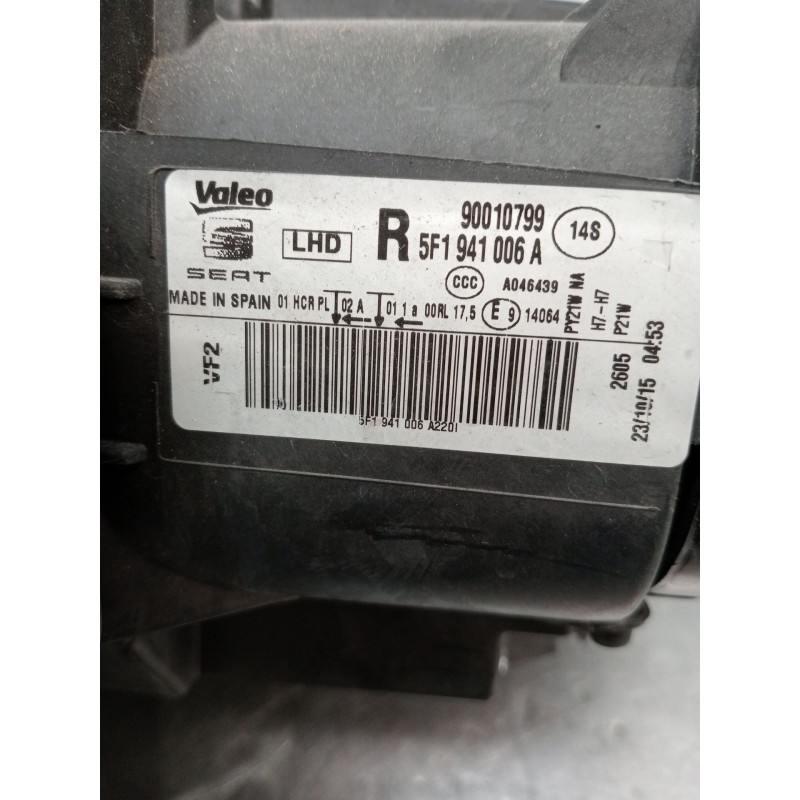 Valeo
SEAT
LHD
R
90010799
5F1 941 006 A
14S
CCC A046439
MADE IN SPAIN 01 HCR PL 02 A 01 1 a 00RL 17,5 E 9 14064
PY21W NA
H7-H7
P21W
VF2
2605
23/10/15 04:53
5F1 941 006 A220I